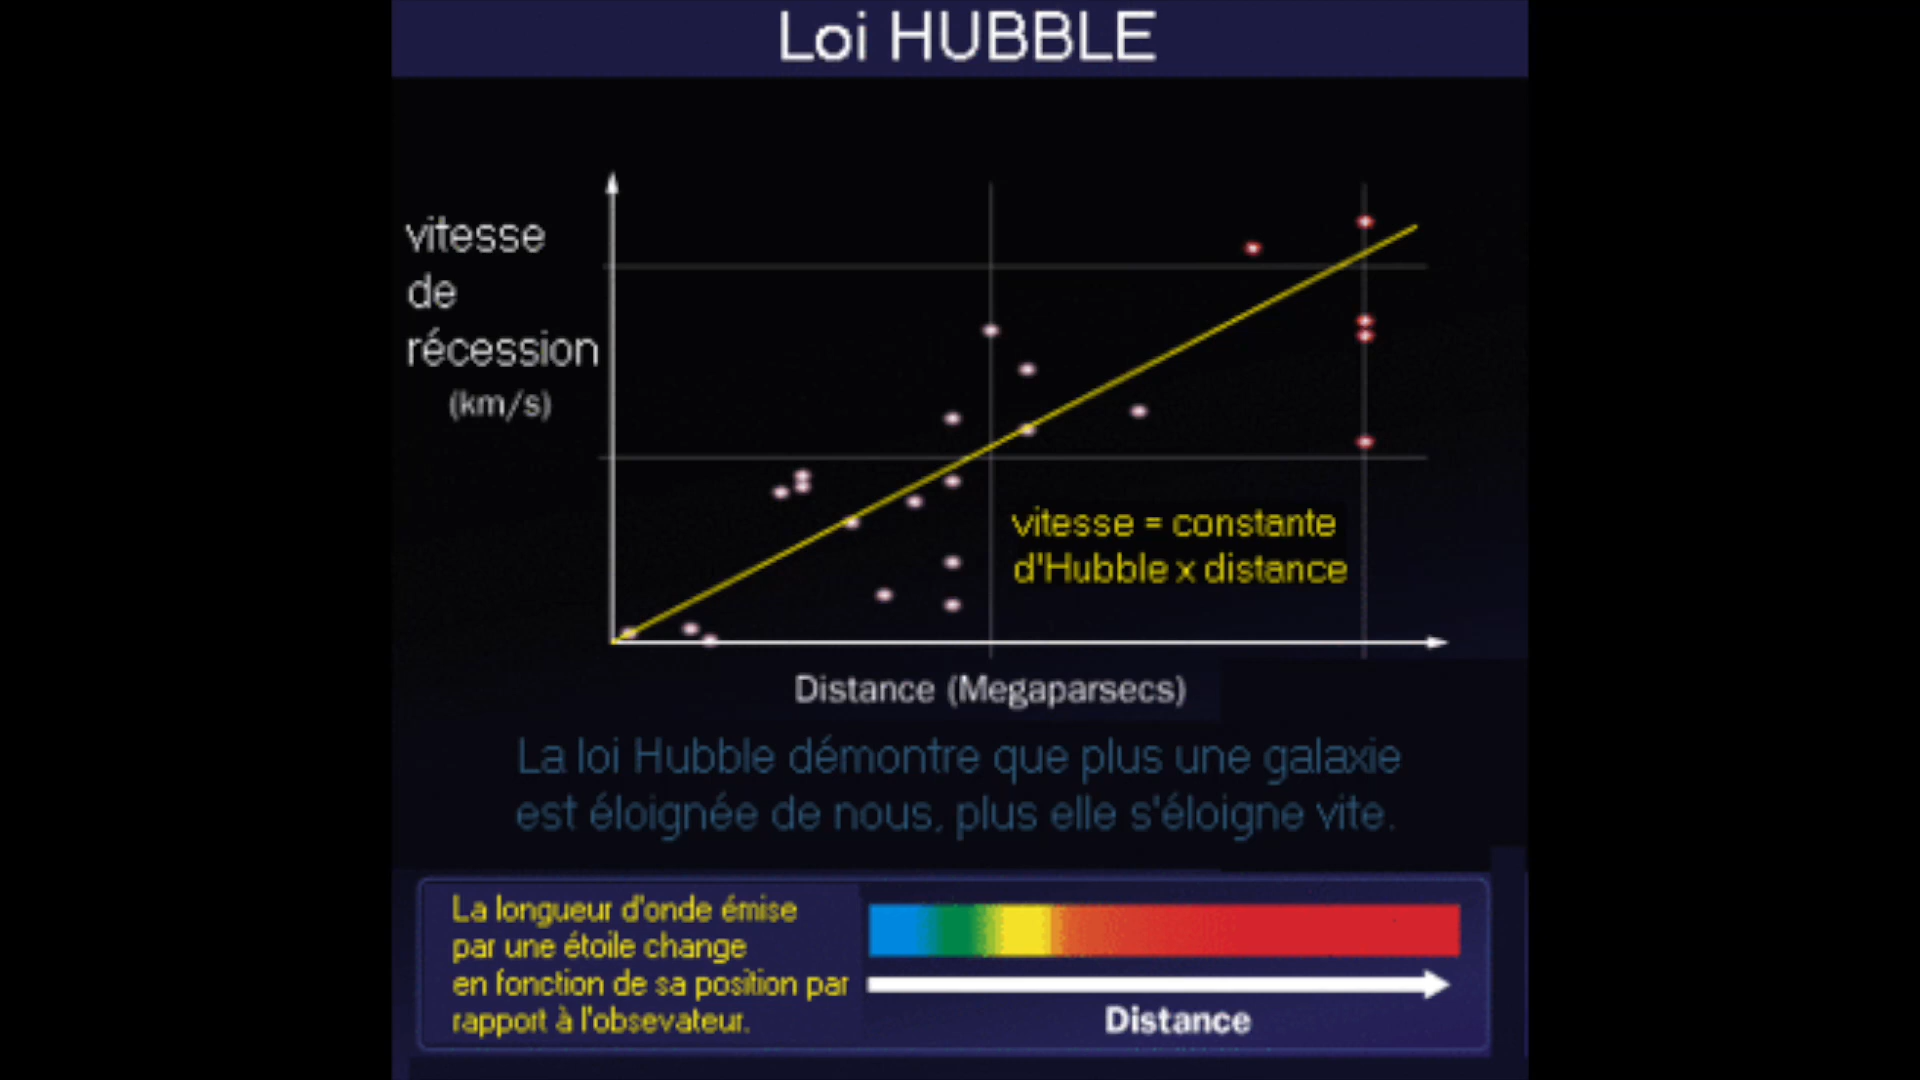 Loi HUBBLE
vitesse
de
récession
(km/s)
vitesse = constante
d'Hubble x distance
Distance (Megaparsecs)
La loi Hubble démontre que plus une galaxie
est éloignée de nous, plus elle s'éloigne vite.
La longueur d'onde émise
par une étoile change
en fonction de sa position par
rapport à l'obsevateur.
Distance